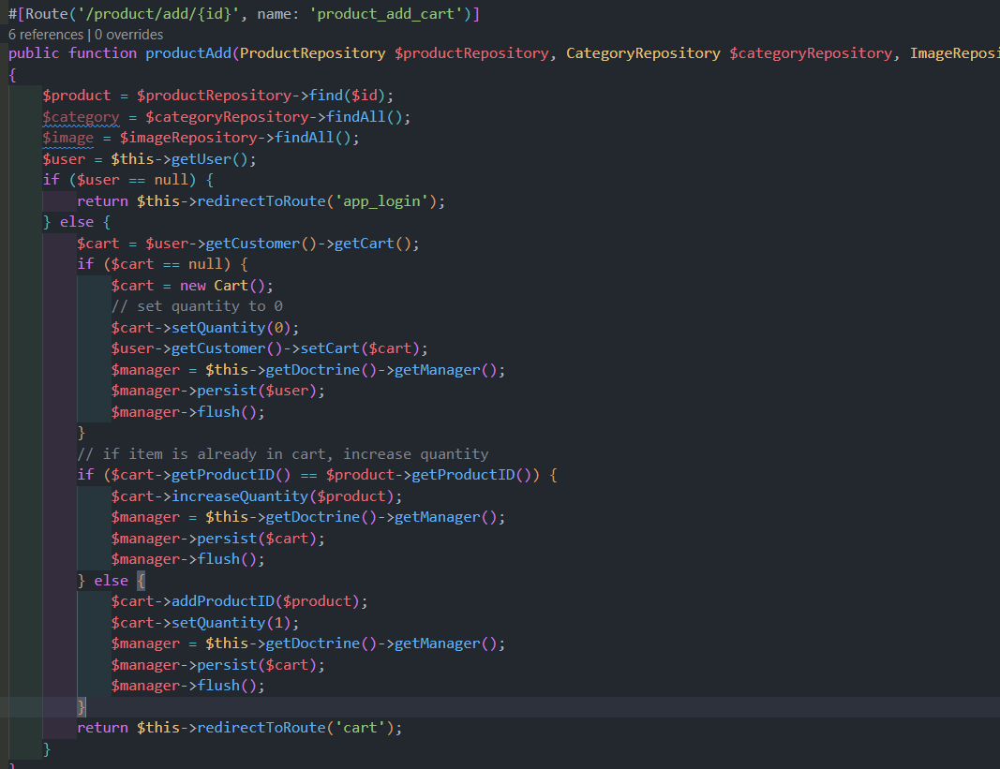 #[Route('/product/add/{id}', name: 'product_add_cart')]
6 references | 0 overrides
public function productAdd(ProductRepository $productRepository, CategoryRepository $categoryRepository, ImageReposi
{
$product = $productRepository->find($id);
$category = $categoryRepository->findAll();
$image = $imageRepository->findAll();
$user = $this->getUser();
if ($user == null) {
return $this->redirectToRoute('app_login');
} else {
$cart = $user->getCustomer()->getCart();
if ($cart == null) {
$cart = new Cart();
// set quantity to 0
$cart->setQuantity(0);
$user->getCustomer()->setCart($cart);
$manager = $this->getDoctrine()->getManager();
$manager->persist($user);
$manager->flush();
}
// if item is already in cart, increase quantity
if ($cart->getProductID() == $product->getProductID()) {
$cart->increaseQuantity($product);
$manager = $this->getDoctrine()->getManager();
$manager->persist($cart);
$manager->flush();
} else {
$cart->addProductID($product);
$cart->setQuantity(1);
$manager = $this->getDoctrine()->getManager();
$manager->persist($cart);
$manager->flush();
}
return $this->redirectToRoute('cart');
}
}